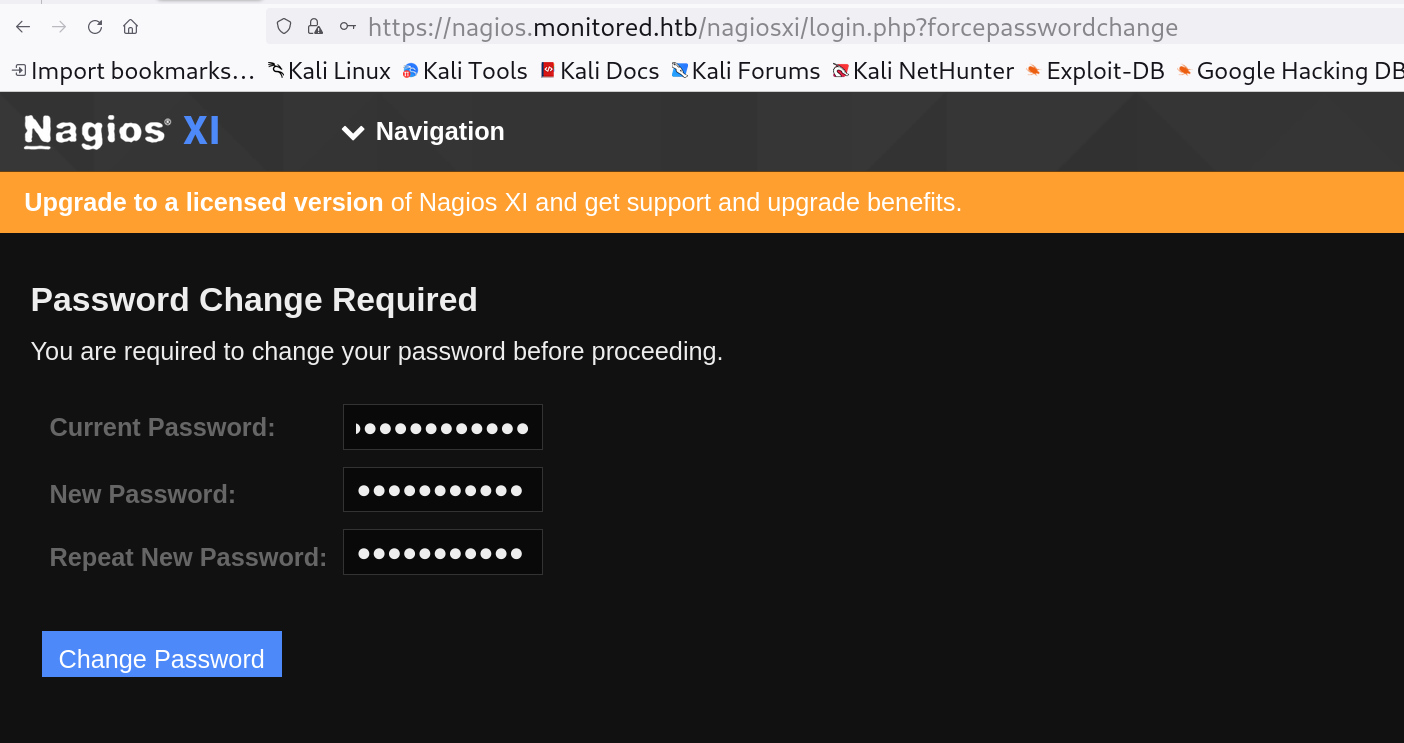 https://nagios.monitored.htb/nagiosxi/login.php?forcepasswordchange
Import bookmarks... Kali Linux Kali Tools Kali Docs Kali Forums Kali NetHunter Exploit-DB Google Hacking DB
Nagios® XI Navigation
Upgrade to a licensed version of Nagios XI and get support and upgrade benefits.
Password Change Required
You are required to change your password before proceeding.
Current Password: ••••••••••••
New Password: •••••••••••
Repeat New Password: •••••••••••
Change Password